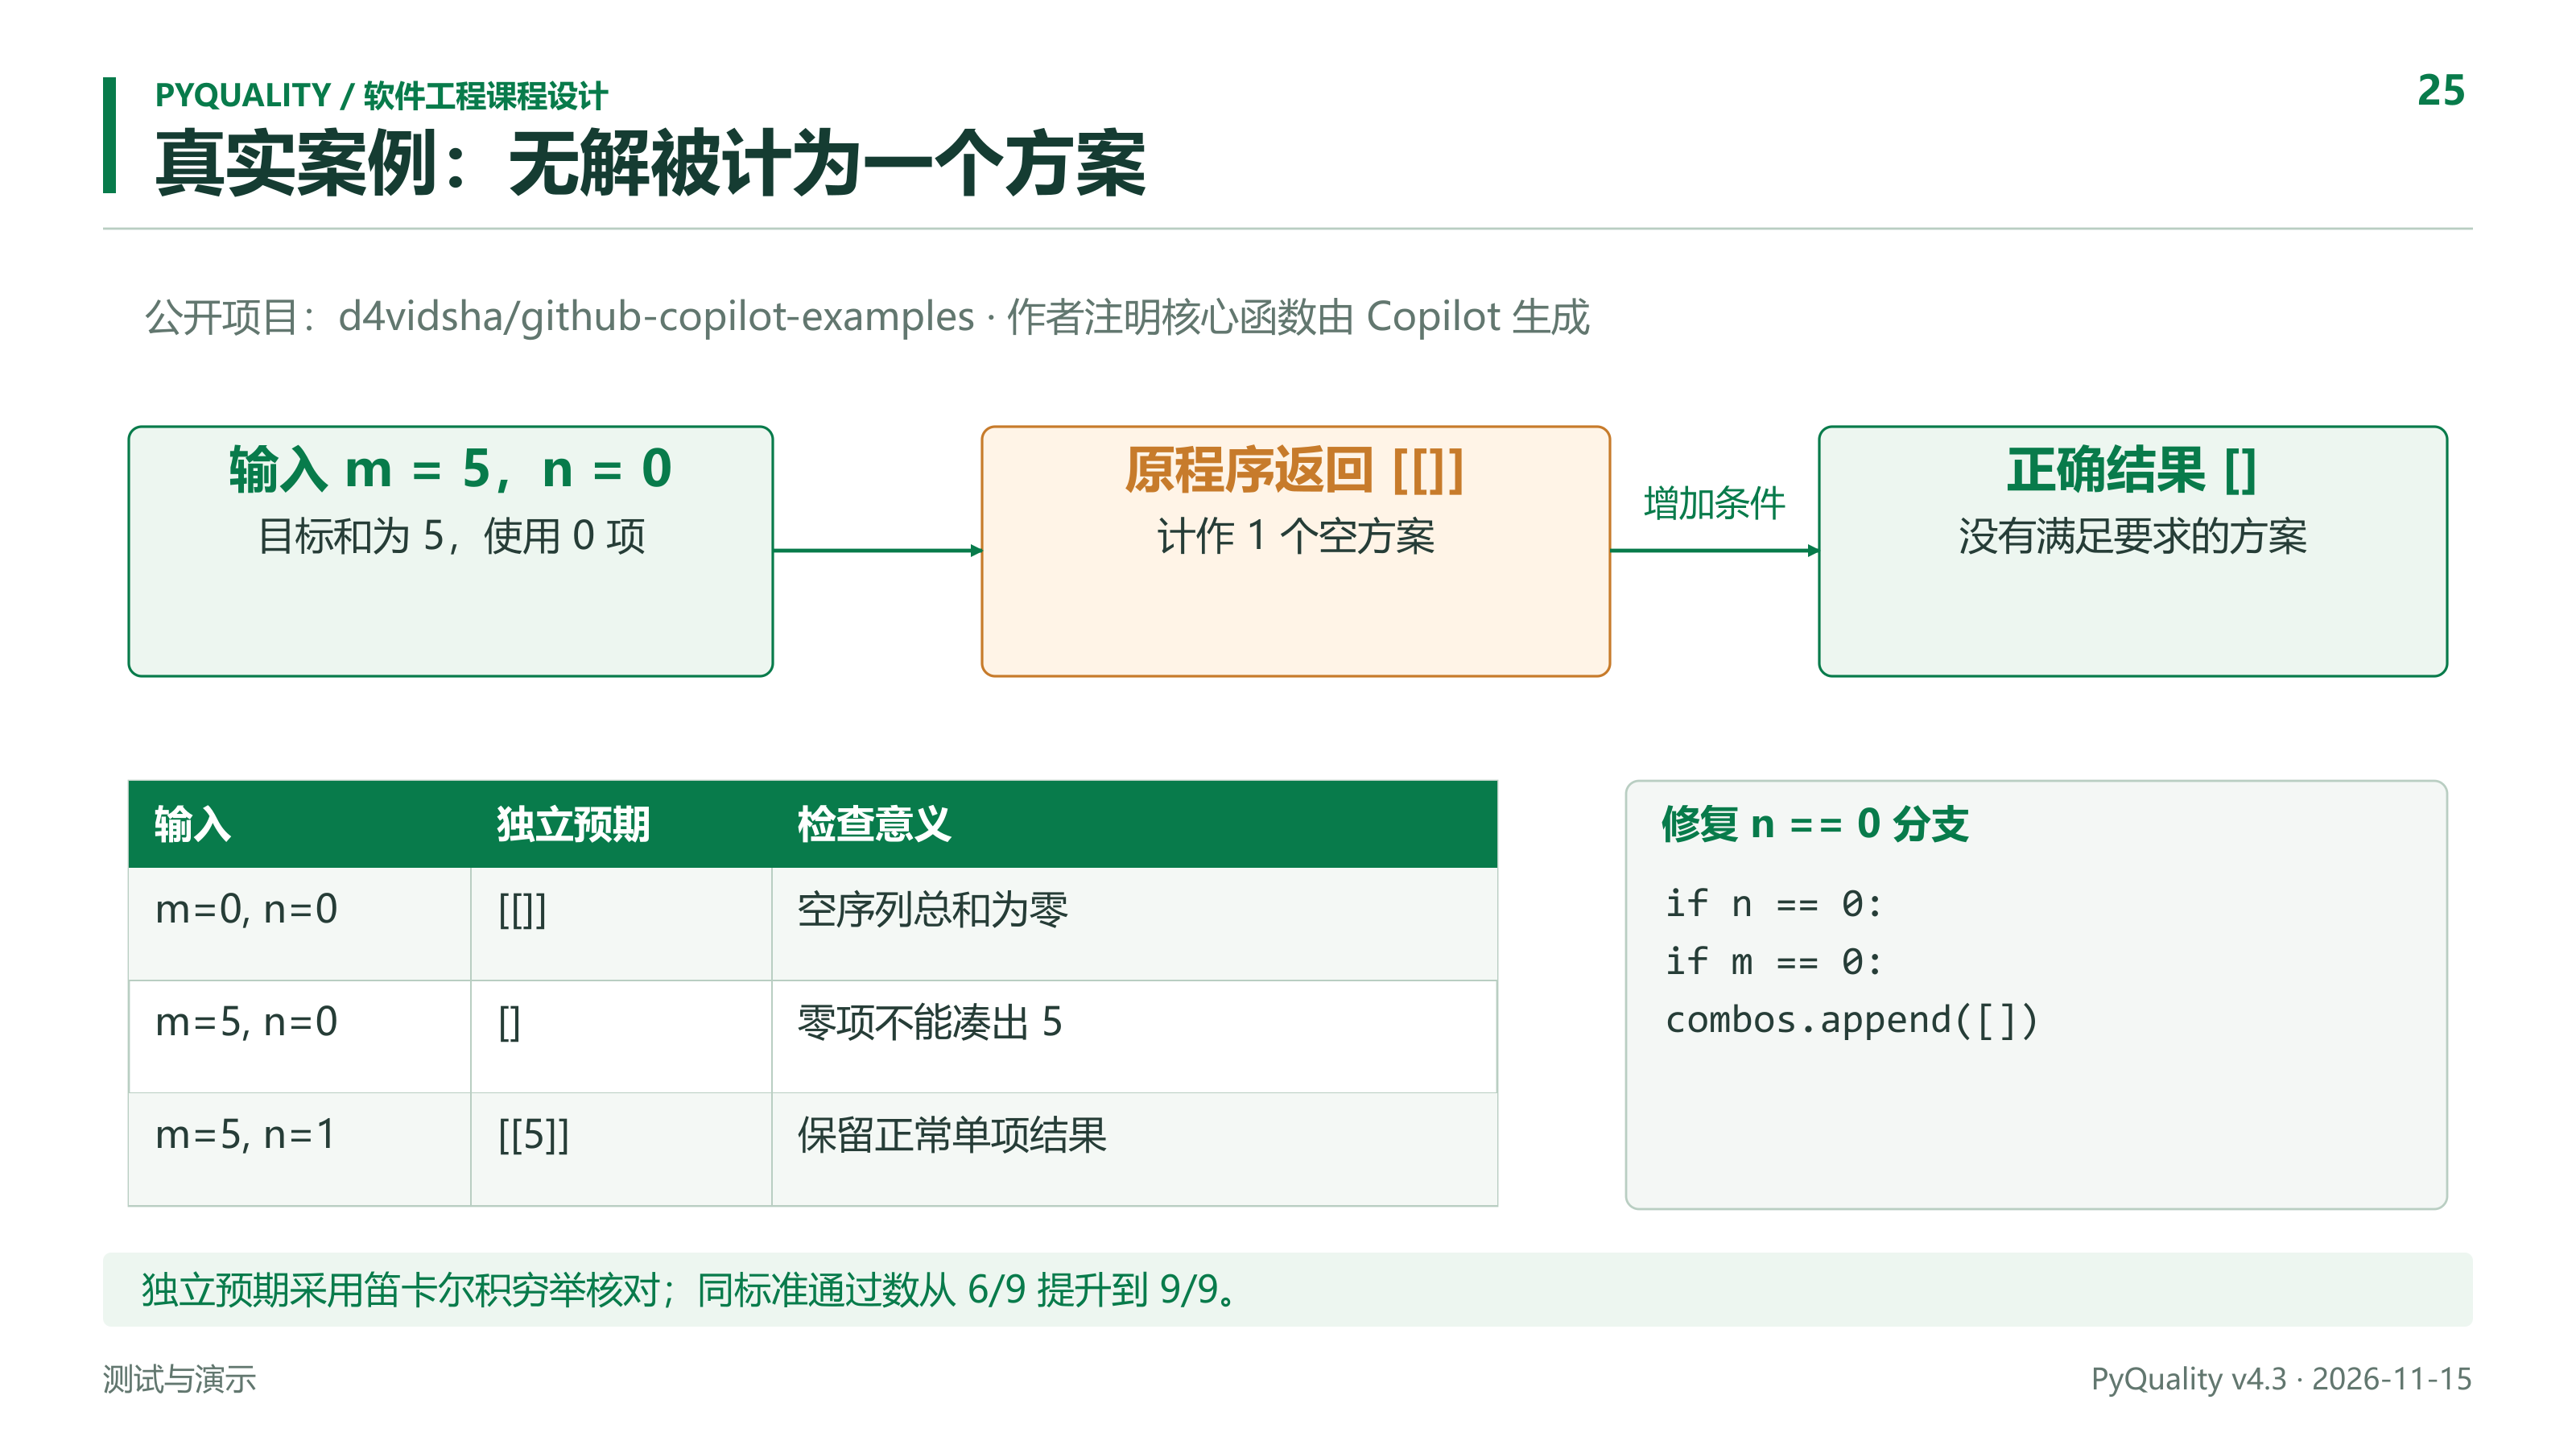 PYQUALITY / 软件工程课程设计
25
真实案例：无解被计为一个方案
公开项目：d4vidsha/github-copilot-examples · 作者注明核心函数由 Copilot 生成
输入 m = 5，n = 0
目标和为 5，使用 0 项
原程序返回 [[]]
计作 1 个空方案
增加条件
正确结果 []
没有满足要求的方案
输入 独立预期 检查意义
m=0, n=0 [[]] 空序列总和为零
m=5, n=0 [] 零项不能凑出 5
m=5, n=1 [[5]] 保留正常单项结果
修复 n == 0 分支
if n == 0:
if m == 0:
combos.append([])
独立预期采用笛卡尔积穷举核对；同标准通过数从 6/9 提升到 9/9。
测试与演示
PyQuality v4.3 · 2026-11-15